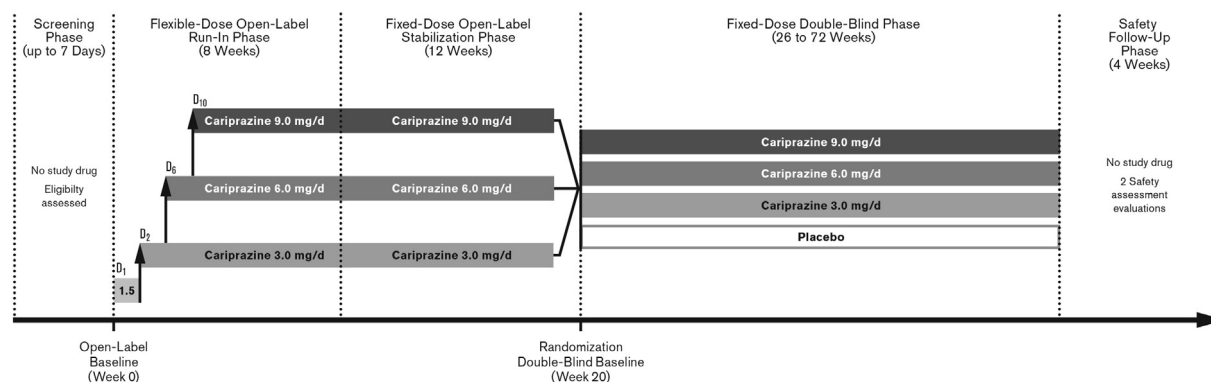 Screening
Phase
(up to 7 Days)
Flexible-Dose Open-Label
Run-In Phase
(8 Weeks)
Fixed-Dose Open-Label
Stabilization Phase
(12 Weeks)
Fixed-Dose Double-Blind Phase
(26 to 72 Weeks)
Safety
Follow-Up
Phase
(4 Weeks)
No study drug
Eligibilty
assessed
D1
1.5
D2
D6
D10
Cariprazine 9.0 mg/d
Cariprazine 9.0 mg/d
Cariprazine 6.0 mg/d
Cariprazine 6.0 mg/d
Cariprazine 3.0 mg/d
Cariprazine 3.0 mg/d
Cariprazine 9.0 mg/d
Cariprazine 6.0 mg/d
Cariprazine 3.0 mg/d
Placebo
No study drug
2 Safety
assessment
evaluations
Open-Label
Baseline
(Week 0)
Randomization
Double-Blind Baseline
(Week 20)